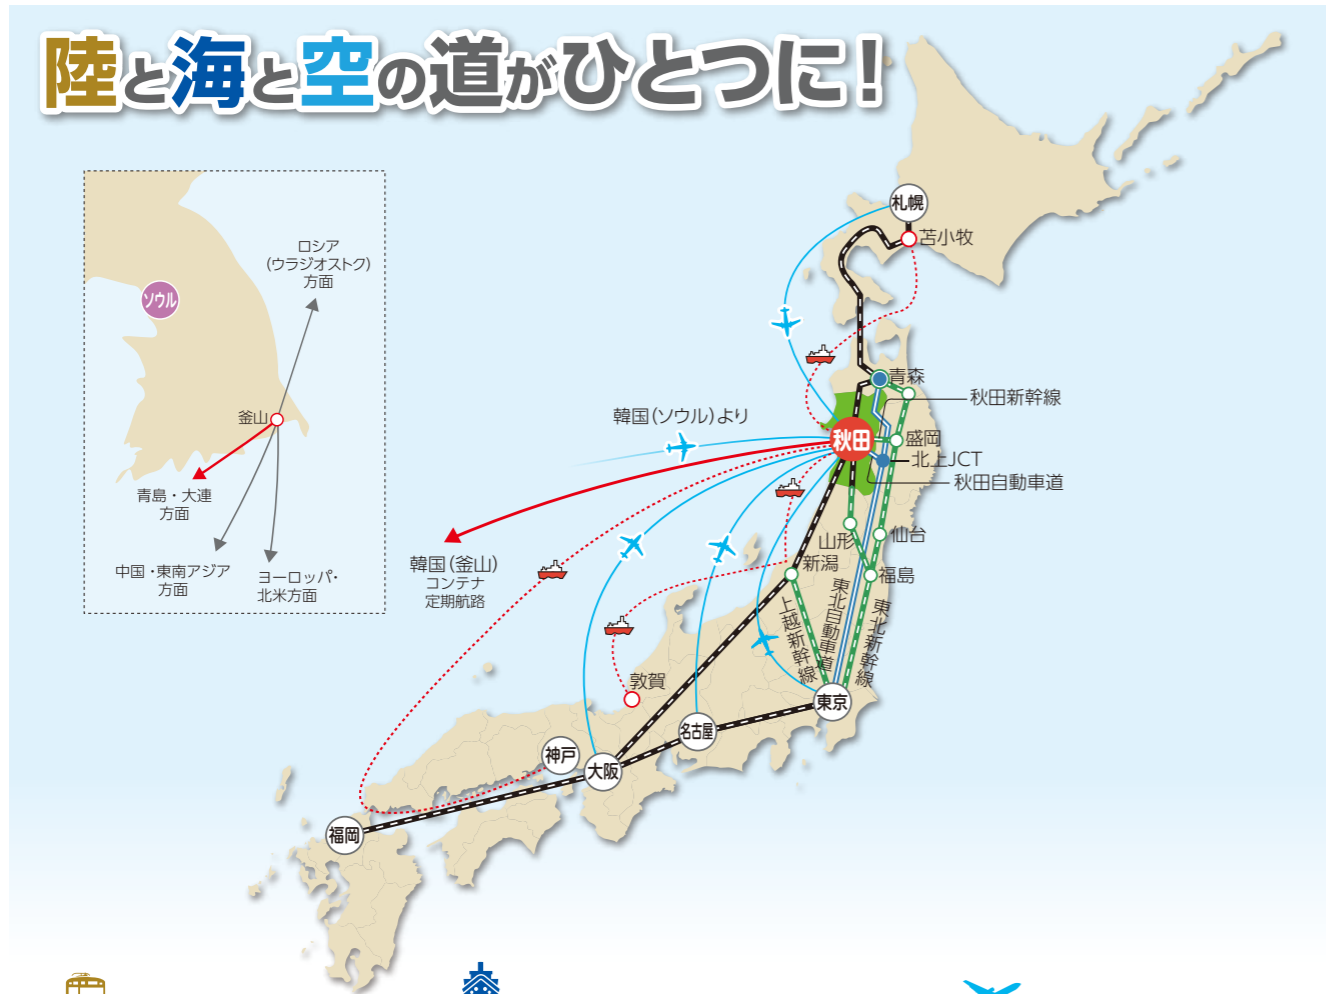 陸と海と空の道がひとつに!
ロシア
(ウラジオストク)
方面
ソウル
釜山
青島・大連
方面
中国・東南アジア
方面
ヨーロッパ・
北米方面
札幌
苫小牧
青森
秋田新幹線
韓国(ソウル)より
秋田
盛岡
北上JCT
秋田自動車道
韓国(釜山)
コンテナ
定期航路
山形
仙台
新潟
福島
上越新幹線
東北自動車道
東北新幹線
敦賀
東京
名古屋
神戸
大阪
福岡